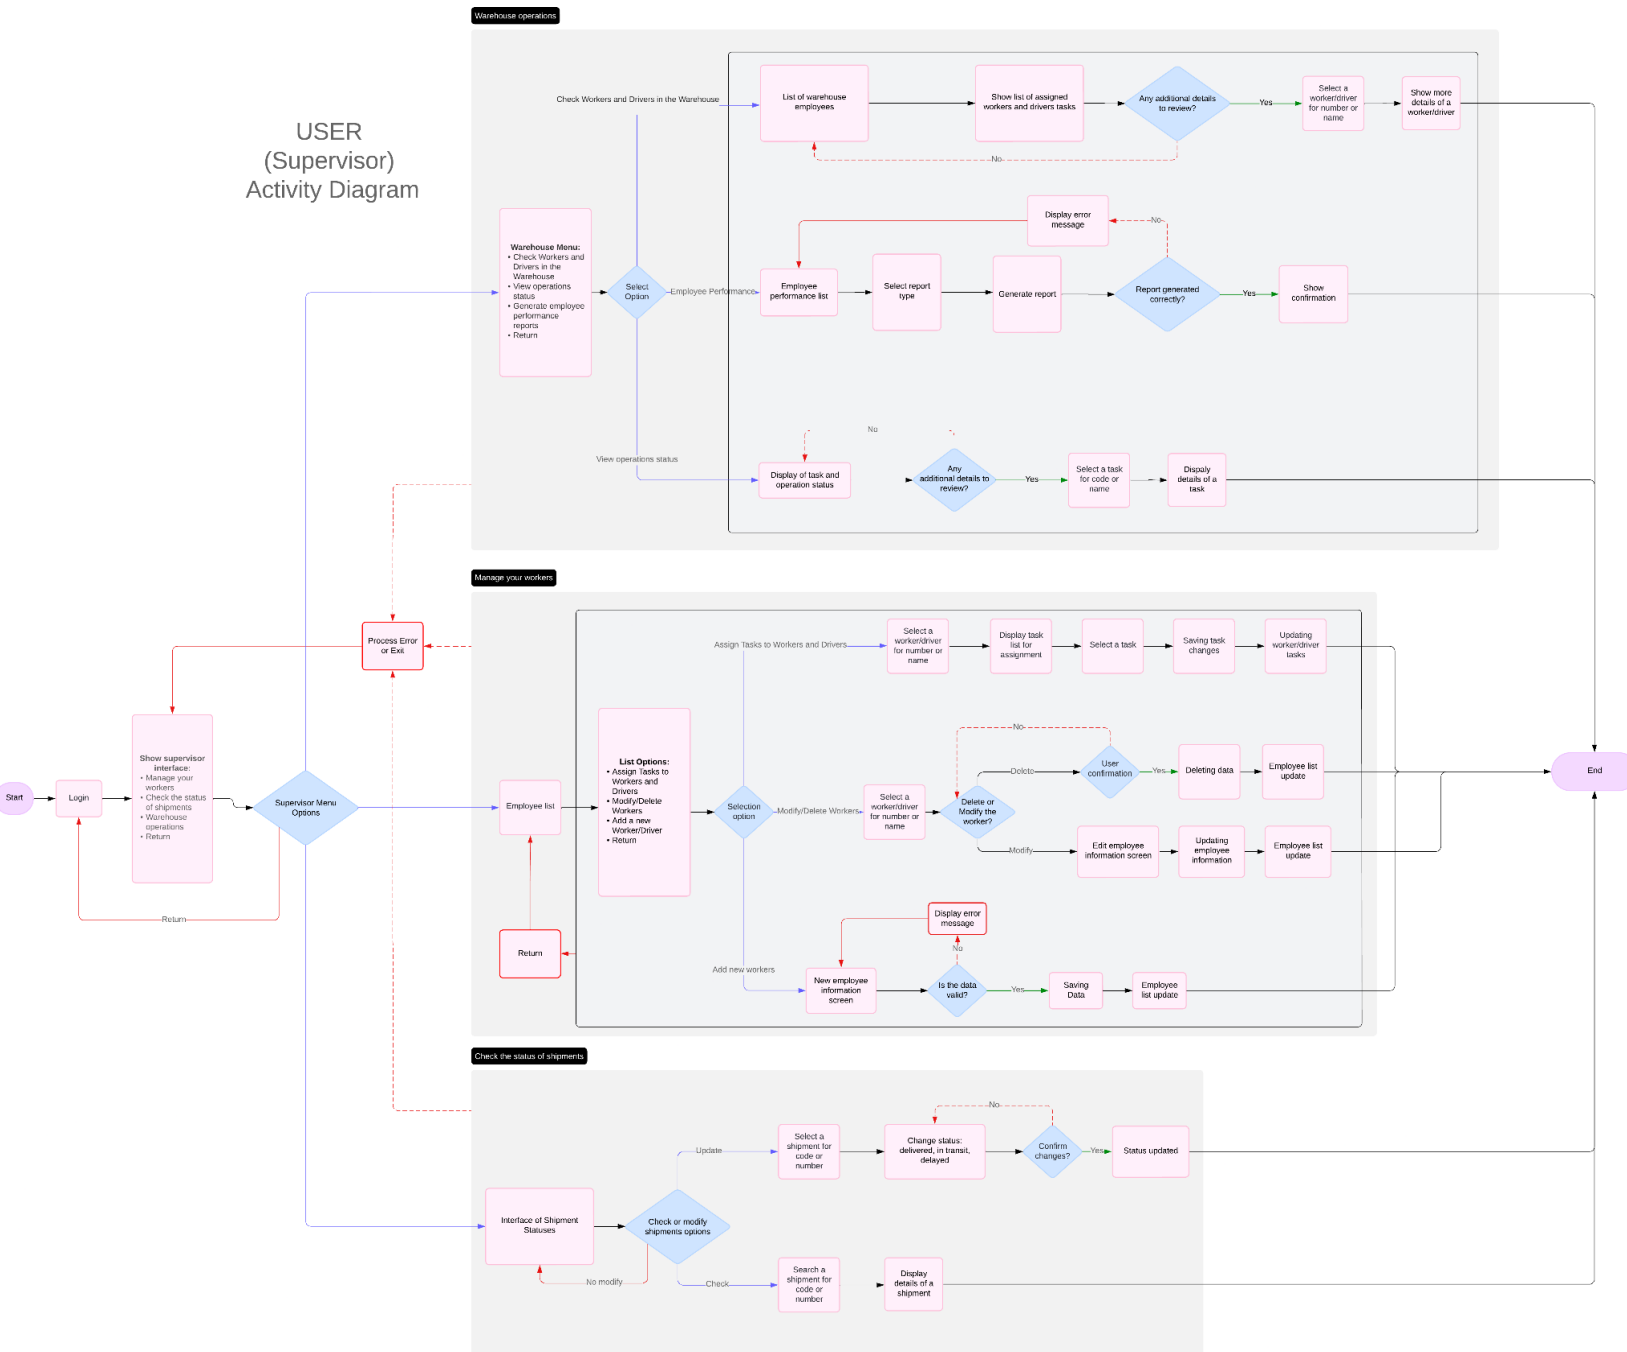 Warehouse operations
USER
(Supervisor)
Activity Diagram
Check Workers and Drivers in the Warehouse
List of warehouse
employees
Show list of assigned
workers and drivers tasks
Any additional details
to review?
Yes
Select a
worker/driver
for number or
name
Show more
details of a
worker/driver
No
Warehouse Menu:
• Check Workers and
Drivers in the
Warehouse
• View operations
status
• Generate employee
performance
reports
• Return
Select
Option
Employee Performance
Display error
message
No
Employee
performance list
Select report
type
Generate report
Report generated
correctly?
Yes
Show
confirmation
View operations status
No
Display of task and
operation status
Any
additional details to
review?
Yes
Select a task
for code or
name
Dispaly
details of a
task
Manage your workers
Process Error
or Exit
Assign Tasks to Workers and Drivers
Select a
worker/driver
for number or
name
Display task
list for
assignment
Select a task
Saving task
changes
Updating
worker/driver
tasks
Start
Login
Show supervisor
interface:
• Manage your
workers
• Check the status
of shipments
• Warehouse
operations
• Return
Supervisor Menu
Options
Return
Employee list
List Options:
• Assign Tasks to
Workers and
Drivers
• Modify/Delete
Workers
• Add a new
Worker/Driver
• Return
Selection
option
Modify/Delete Workers
Select a
worker/driver
for number or
name
Delete or
Modify the
worker?
No
Delete
User
confirmation
Yes
Deleting data
Employee list
update
Modify
Edit employee
information screen
Updating
employee
information
Employee list
update
End
Return
Add new workers
Display error
message
No
New employee
information
screen
Is the data
valid?
Yes
Saving
Data
Employee
list update
Check the status of shipments
No
Update
Select a
shipment for
code or
number
Change status:
delivered, in transit,
delayed
Confirm
changes?
Yes
Status updated
Interface of Shipment
Statuses
Check or modify
shipments options
No modify
Check
Search a
shipment for
code or
number
Display
details of a
shipment